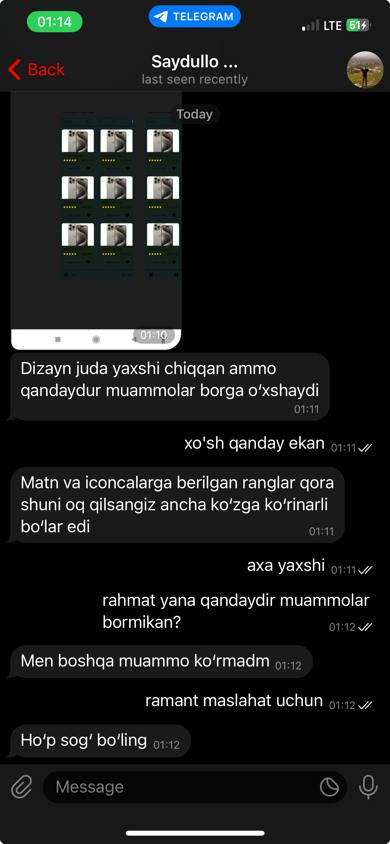 01:14
TELEGRAM
LTE 51
Back
Saydullo ...
last seen recently
Today
01:10
Dizayn juda yaxshi chiqqan ammo
qandaydur muammolar borga oʻxshaydi
01:11
xo'sh qanday ekan 01:11
Matn va iconcalarga berilgan ranglar qora
shuni oq qilsangiz ancha koʻzga koʻrinarli
boʻlar edi
01:11
axa yaxshi 01:11
rahmat yana qandaydir muammolar
bormikan?
01:12
Men boshqa muammo koʻrmadm 01:12
ramant maslahat uchun 01:12
Hoʻp sogʻ boʻling 01:12
Message